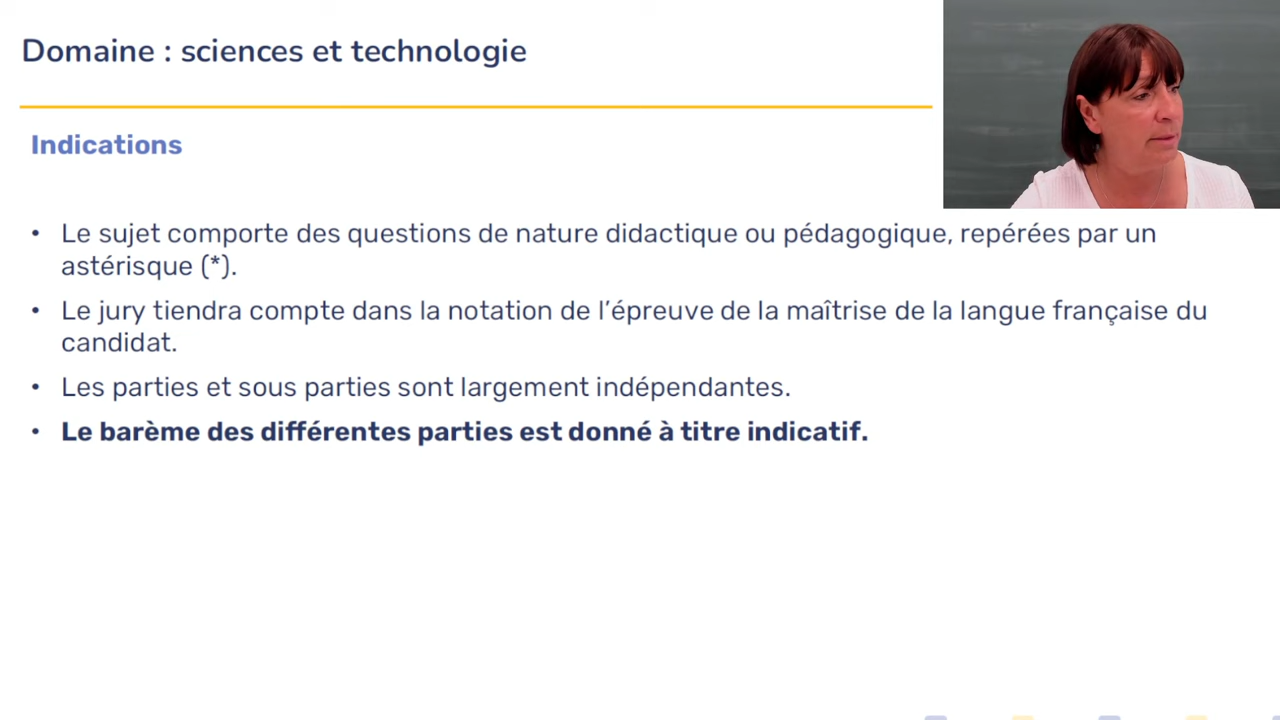 Domaine : sciences et technologie
Indications
• Le sujet comporte des questions de nature didactique ou pédagogique, repérées par un
astérisque (*).
• Le jury tiendra compte dans la notation de l’épreuve de la maîtrise de la langue française du
candidat.
• Les parties et sous parties sont largement indépendantes.
• Le barème des différentes parties est donné à titre indicatif.